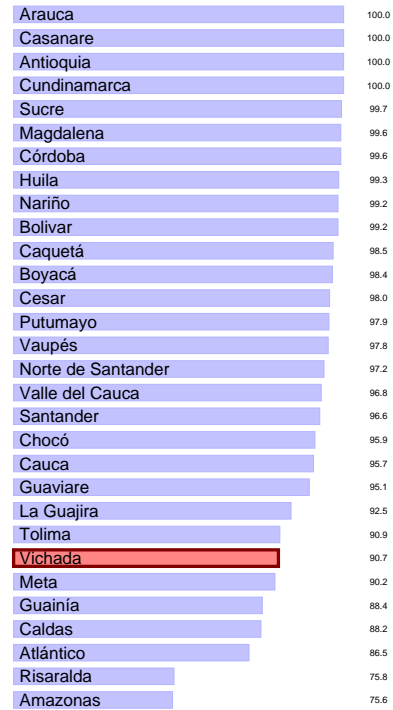 Arauca 100.0
Casanare 100.0
Antioquia 100.0
Cundinamarca 100.0
Sucre 99.7
Magdalena 99.6
Córdoba 99.6
Huila 99.3
Nariño 99.2
Bolivar 99.2
Caquetá 98.5
Boyacá 98.4
Cesar 98.0
Putumayo 97.9
Vaupés 97.8
Norte de Santander 97.2
Valle del Cauca 96.8
Santander 96.6
Chocó 95.9
Cauca 95.7
Guaviare 95.1
La Guajira 92.5
Tolima 90.9
Vichada 90.7
Meta 90.2
Guainía 88.4
Caldas 88.2
Atlántico 86.5
Risaralda 75.8
Amazonas 75.6